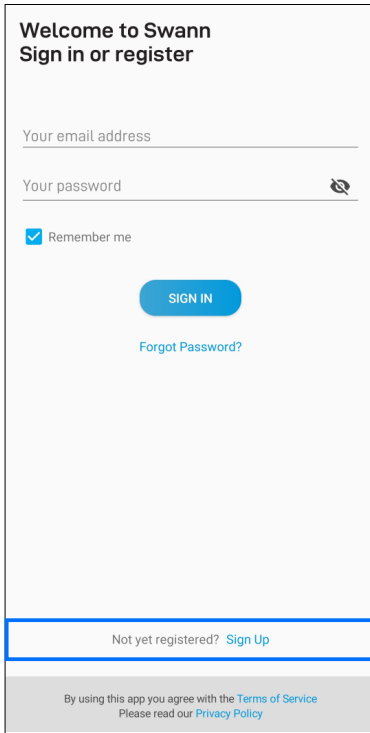 Welcome to Swann
Sign in or register
Your email address
Your password
Remember me
SIGN IN
Forgot Password?
Not yet registered? Sign Up
By using this app you agree with the Terms of Service
Please read our Privacy Policy